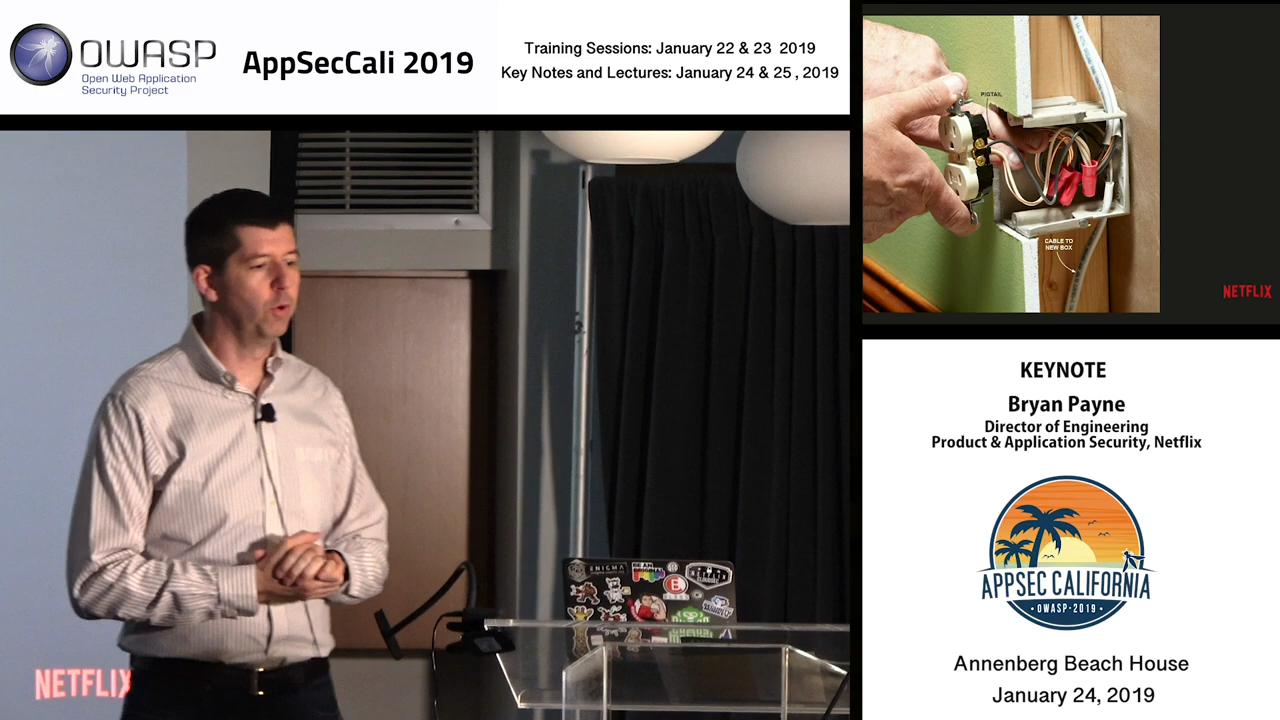 OWASP
Open Web Application
Security Project
AppSecCali 2019
Training Sessions: January 22 & 23 2019
Key Notes and Lectures: January 24 & 25 , 2019
PIGTAIL
CABLE TO
NEW BOX
NETFLIX
KEYNOTE
Bryan Payne
Director of Engineering
Product & Application Security, Netflix
APPSEC CALIFORNIA
OWASP 2019
Annenberg Beach House
January 24, 2019
ENIGMA
NETFLIX